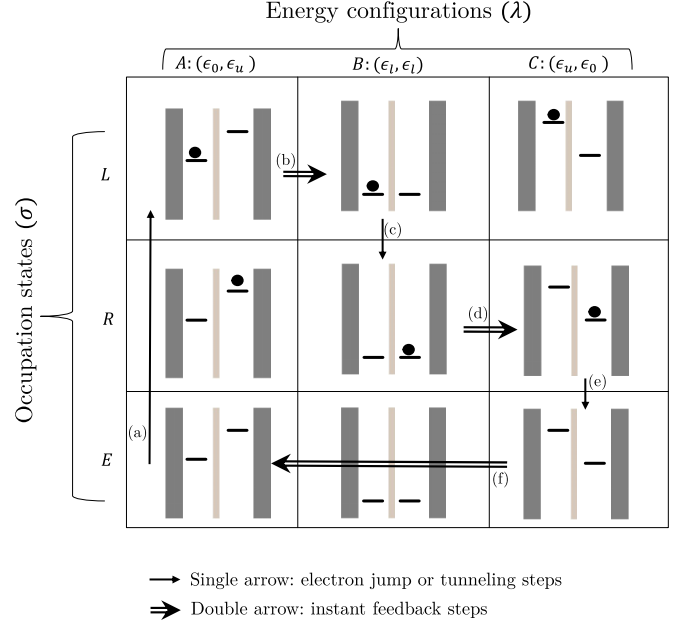 Energy configurations (λ)
A: (ϵ₀, ϵᵤ) B: (ϵₗ, ϵₗ) C: (ϵᵤ, ϵ₀)
Occupation states (σ)
L
(b)
(c)
R
(d)
(e)
(a)
E
(f)
Single arrow: electron jump or tunneling steps
Double arrow: instant feedback steps